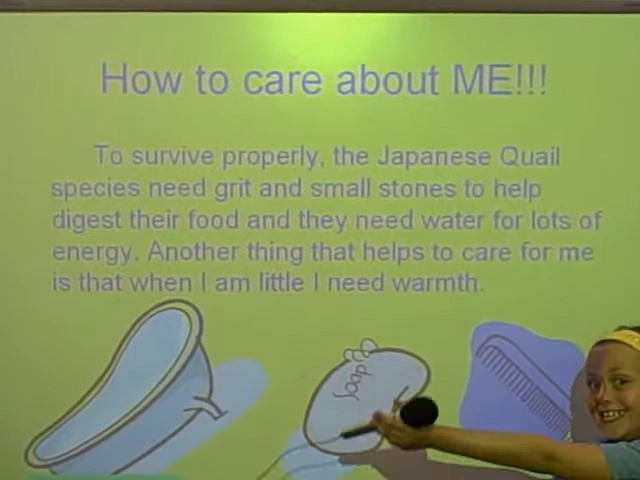 How to care about ME!!!
To survive properly, the Japanese Quail
species need grit and small stones to help
digest their food and they need water for lots of
energy. Another thing that helps to care for me
is that when I am little I need warmth.